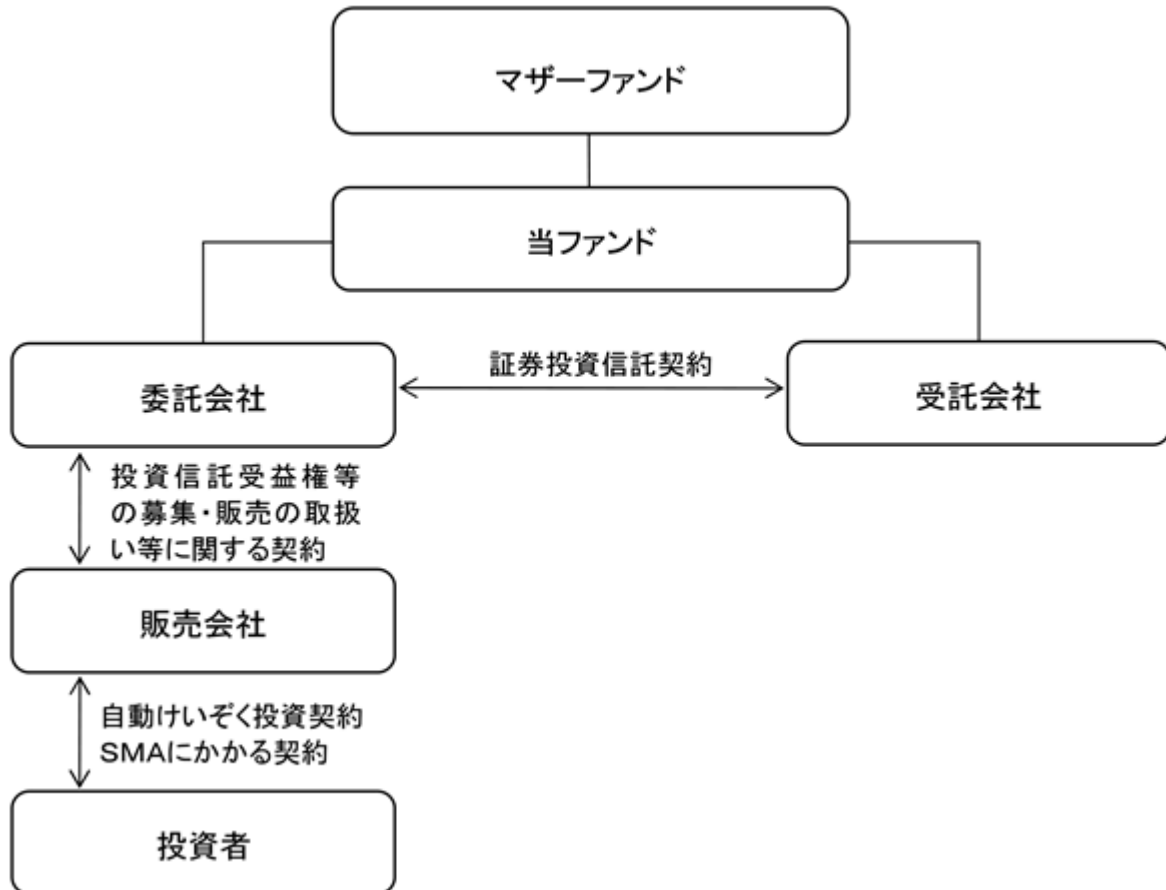 マザーファンド
当ファンド
委託会社
証券投資信託契約
受託会社
投資信託受益権等
の募集・販売の取扱
い等に関する契約
販売会社
自動けいぞく投資契約
SMAにかかる契約
投資者